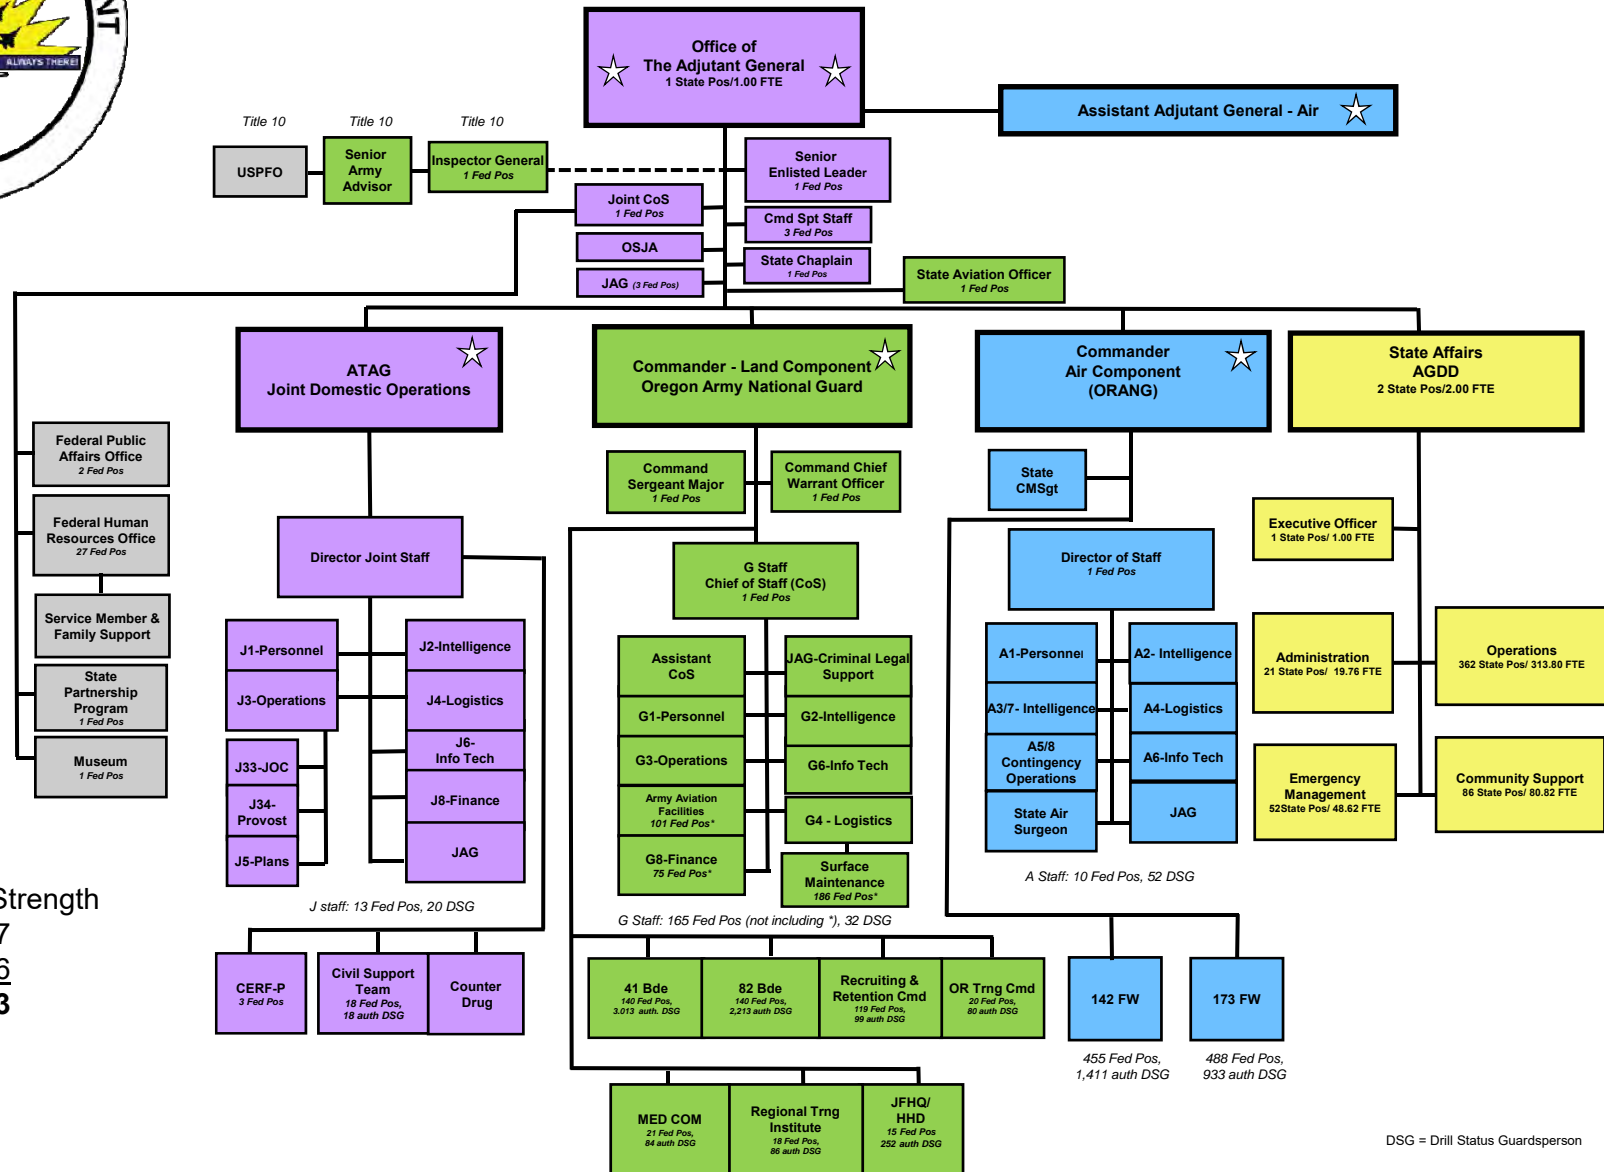 NT
ALWAYS THERE!
Office of
The Adjutant General
1 State Pos/1.00 FTE
Assistant Adjutant General - Air
Title 10
Title 10
Title 10
USPFO
Senior
Army
Advisor
Inspector General
1 Fed Pos
Senior
Enlisted Leader
1 Fed Pos
Joint CoS
1 Fed Pos
Cmd Spt Staff
3 Fed Pos
OSJA
State Chaplain
1 Fed Pos
JAG (3 Fed Pos)
State Aviation Officer
1 Fed Pos
ATAG
Joint Domestic Operations
Commander - Land Component
Oregon Army National Guard
Commander
Air Component
(ORANG)
State Affairs
AGDD
2 State Pos/2.00 FTE
Federal Public
Affairs Office
2 Fed Pos
Federal Human
Resources Office
27 Fed Pos
Service Member &
Family Support
State
Partnership
Program
1 Fed Pos
Museum
1 Fed Pos
Director Joint Staff
J1-Personnel
J2-Intelligence
J3-Operations
J4-Logistics
J6-
Info Tech
J33-JOC
J8-Finance
J34-
Provost
J5-Plans
JAG
J staff: 13 Fed Pos, 20 DSG
CERF-P
3 Fed Pos
Civil Support
Team
18 Fed Pos,
18 auth DSG
Counter
Drug
Command
Sergeant Major
1 Fed Pos
Command Chief
Warrant Officer
1 Fed Pos
G Staff
Chief of Staff (CoS)
1 Fed Pos
Assistant
CoS
JAG-Criminal Legal
Support
G1-Personnel
G2-Intelligence
G3-Operations
G6-Info Tech
Army Aviation
Facilities
101 Fed Pos*
G4 - Logistics
G8-Finance
75 Fed Pos*
Surface
Maintenance
186 Fed Pos*
G Staff: 165 Fed Pos (not including *), 32 DSG
41 Bde
140 Fed Pos,
3.013 auth. DSG
82 Bde
140 Fed Pos,
2,213 auth DSG
Recruiting &
Retention Cmd
119 Fed Pos,
99 auth DSG
OR Trng Cmd
20 Fed Pos,
80 auth DSG
MED COM
21 Fed Pos,
84 auth DSG
Regional Trng
Institute
18 Fed Pos,
86 auth DSG
JFHQ/
HHD
15 Fed Pos
252 auth DSG
State
CMSgt
Director of Staff
1 Fed Pos
A1-Personnel
A2- Intelligence
A3/7- Intelligence
A4-Logistics
A5/8
Contingency
Operations
A6-Info Tech
State Air
Surgeon
JAG
A Staff: 10 Fed Pos, 52 DSG
142 FW
173 FW
455 Fed Pos,
1,411 auth DSG
488 Fed Pos,
933 auth DSG
Executive Officer
1 State Pos/ 1.00 FTE
Administration
21 State Pos/ 19.76 FTE
Operations
362 State Pos/ 313.80 FTE
Emergency
Management
52State Pos/ 48.62 FTE
Community Support
86 State Pos/ 80.82 FTE
Strength
7
6
3
DSG = Drill Status Guardsperson